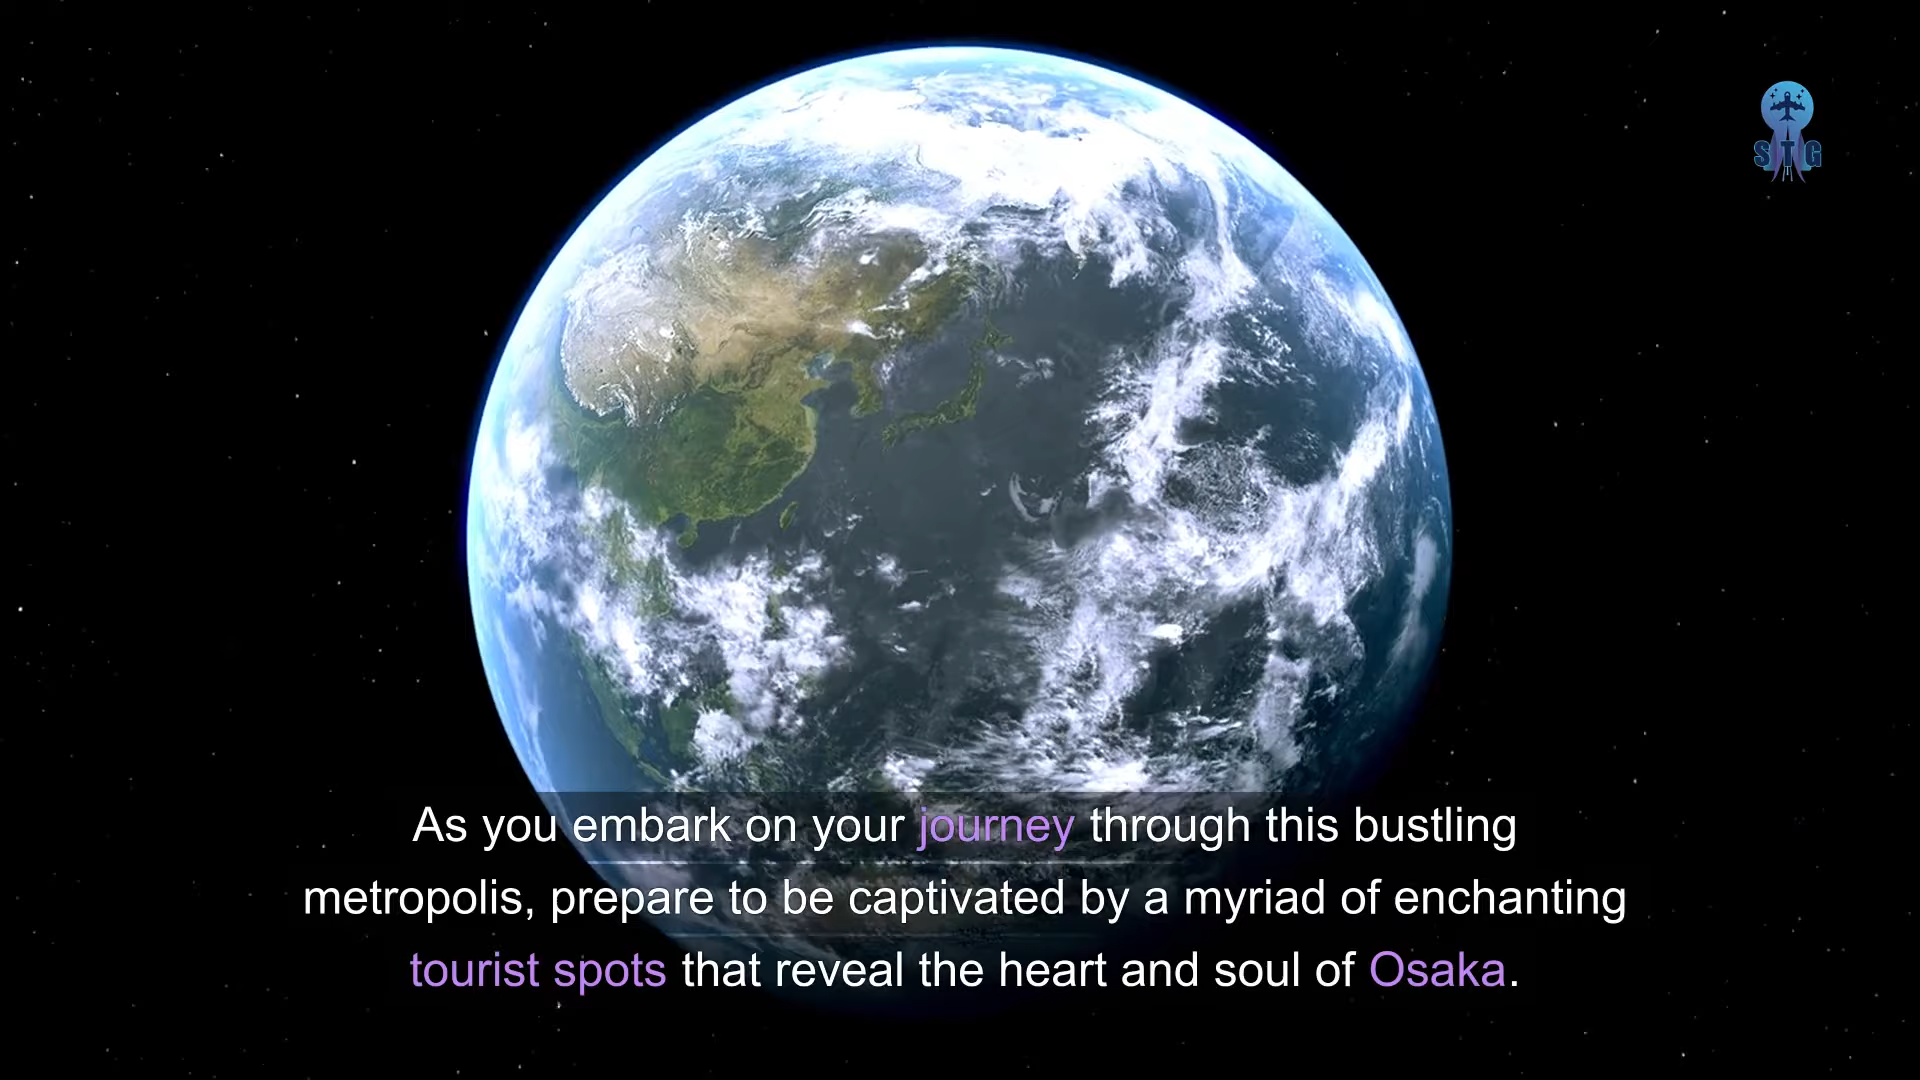 STG
As you embark on your journey through this bustling
metropolis, prepare to be captivated by a myriad of enchanting
tourist spots that reveal the heart and soul of Osaka.